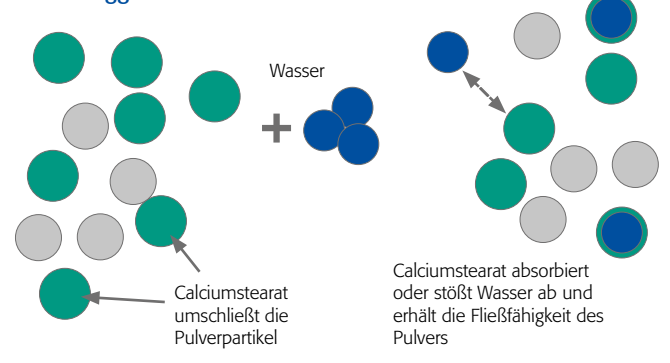 Wasser
Calciumstearat
umschließt die
Pulverpartikel
Calciumstearat absorbiert
oder stößt Wasser ab und
erhält die Fließfähigkeit des
Pulvers